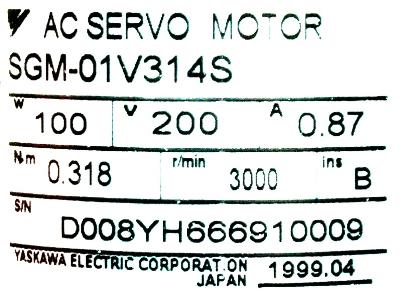 AC SERVO MOTOR
SGM-01V314S
W 100 V 200 A 0.87
N·m 0.318 r/min 3000 ins B
S/N
D008YH666910009
YASKAWA ELECTRIC CORPORATION 1999.04
JAPAN